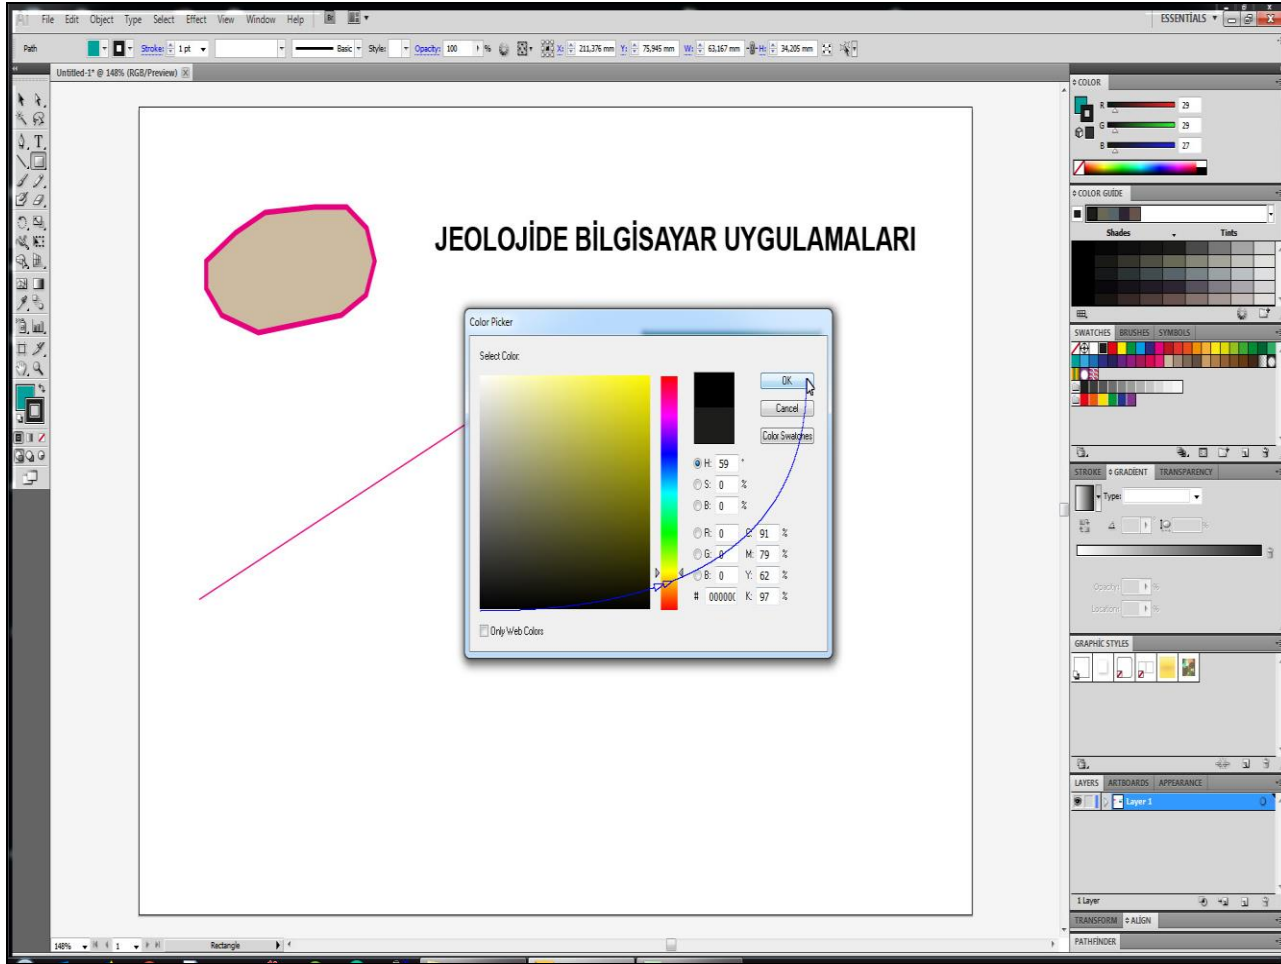 Ai File Edit Object Type Select Effect View Window Help Br ESSENTIALS
Path Stroke: 1 pt Basic Style: Opacity: 100 % X: 211,376 mm Y: 75,945 mm W: 63,167 mm H: 34,205 mm
Untitled-1* @ 148% (RGB/Preview)
JEOLOJİDE BİLGİSAYAR UYGULAMALARI
Color Picker
Select Color:
OK
Cancel
Color Swatches
H: 59 °
S: 0 %
B: 0 %
R: 0 C: 91 %
G: 0 M: 79 %
B: 0 Y: 62 %
# 000000 K: 97 %
Only Web Colors
COLOR
R 29
G 29
B 27
COLOR GUIDE
Shades Tints
SWATCHES BRUSHES SYMBOLS
STROKE GRADIENT TRANSPARENCY
Type:
Opacity: %
Location: %
GRAPHIC STYLES
LAYERS ARTBOARDS APPEARANCE
Layer 1
1 Layer
TRANSFORM ALIGN
PATHFINDER
148% 1 Rectangle